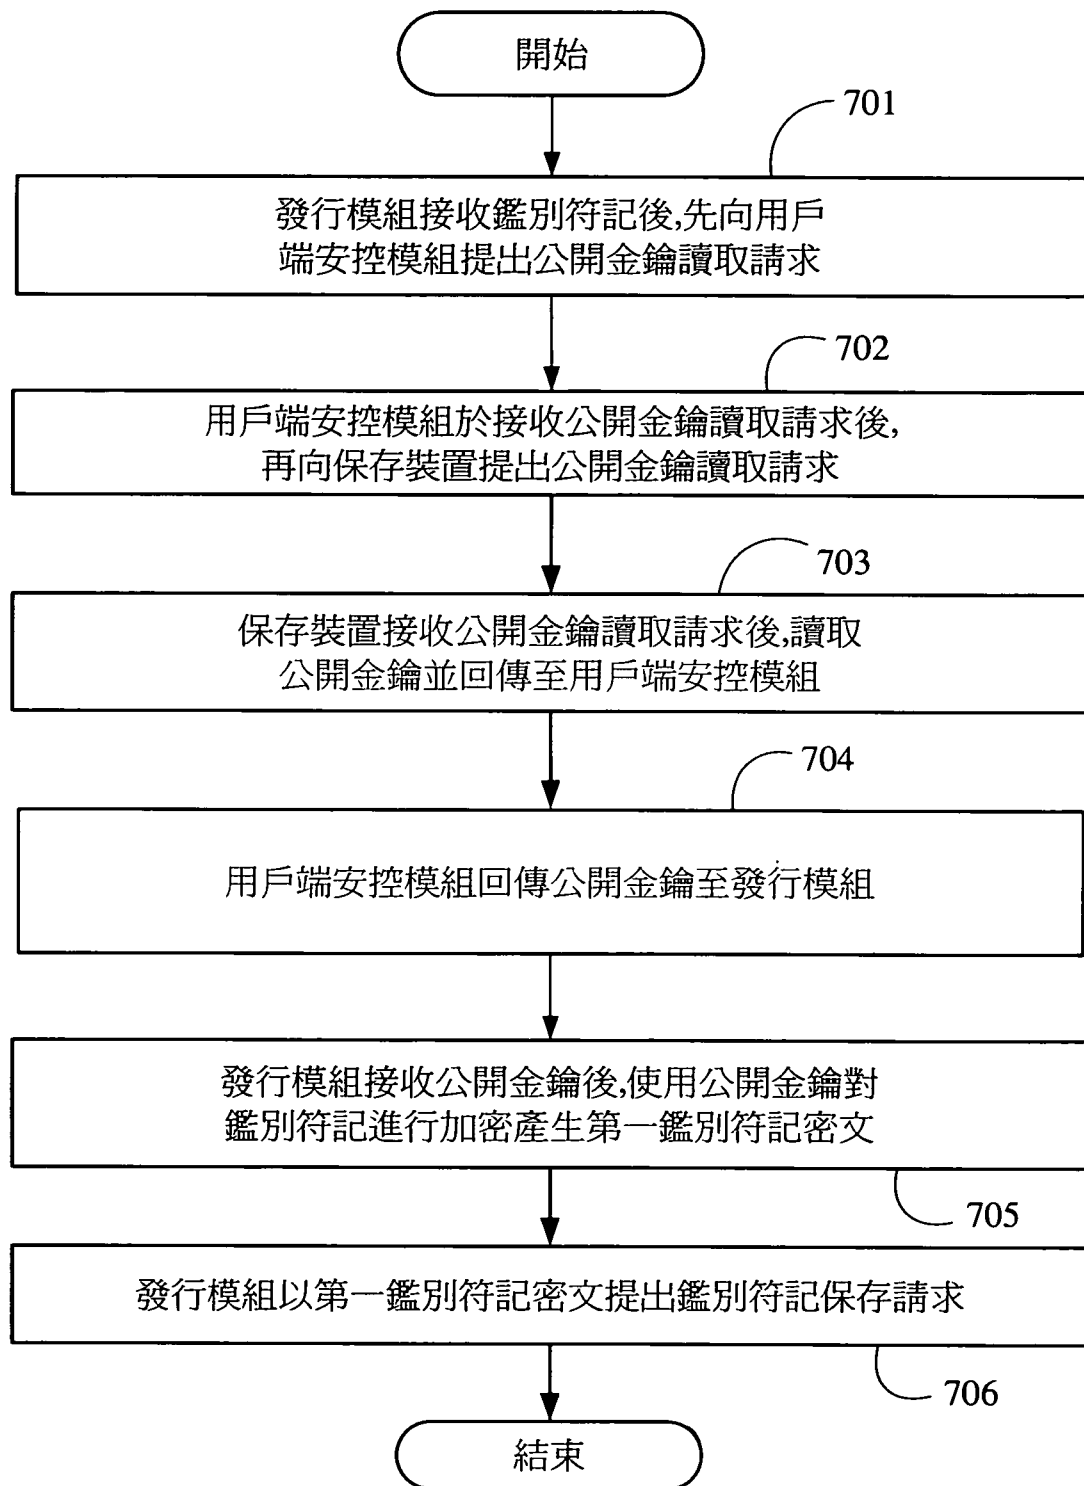 開始
701
發行模組接收鑑別符記後,先向用戶
端安控模組提出公開金鑰讀取請求
702
用戶端安控模組於接收公開金鑰讀取請求後,
再向保存裝置提出公開金鑰讀取請求
703
保存裝置接收公開金鑰讀取請求後,讀取
公開金鑰並回傳至用戶端安控模組
704
用戶端安控模組回傳公開金鑰至發行模組
發行模組接收公開金鑰後,使用公開金鑰對
鑑別符記進行加密產生第一鑑別符記密文
705
發行模組以第一鑑別符記密文提出鑑別符記保存請求
706
結束